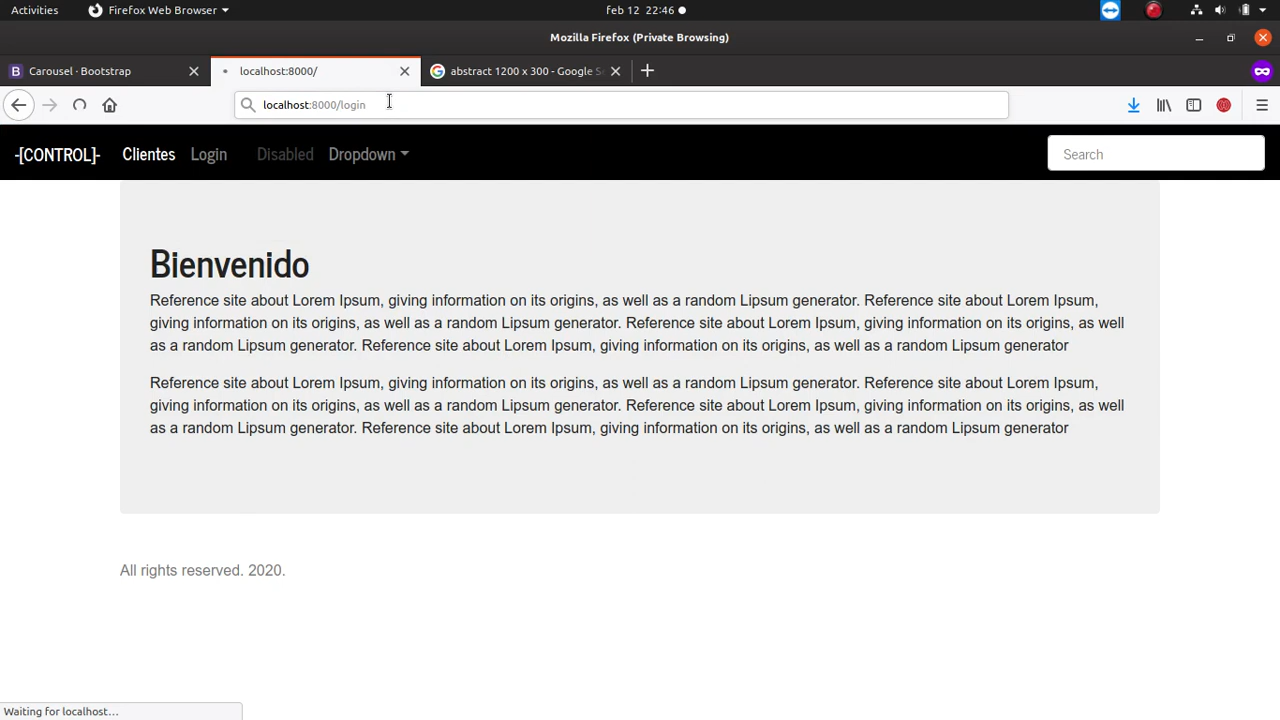 Activities Firefox Web Browser feb 12 22:46
Mozilla Firefox (Private Browsing)
Carousel · Bootstrap localhost:8000/ abstract 1200 x 300 - Google S
localhost:8000/login
-[CONTROL]- Clientes Login Disabled Dropdown Search
Bienvenido
Reference site about Lorem Ipsum, giving information on its origins, as well as a random Lipsum generator. Reference site about Lorem Ipsum,
giving information on its origins, as well as a random Lipsum generator. Reference site about Lorem Ipsum, giving information on its origins, as well
as a random Lipsum generator. Reference site about Lorem Ipsum, giving information on its origins, as well as a random Lipsum generator
Reference site about Lorem Ipsum, giving information on its origins, as well as a random Lipsum generator. Reference site about Lorem Ipsum,
giving information on its origins, as well as a random Lipsum generator. Reference site about Lorem Ipsum, giving information on its origins, as well
as a random Lipsum generator. Reference site about Lorem Ipsum, giving information on its origins, as well as a random Lipsum generator
All rights reserved. 2020.
Waiting for localhost…